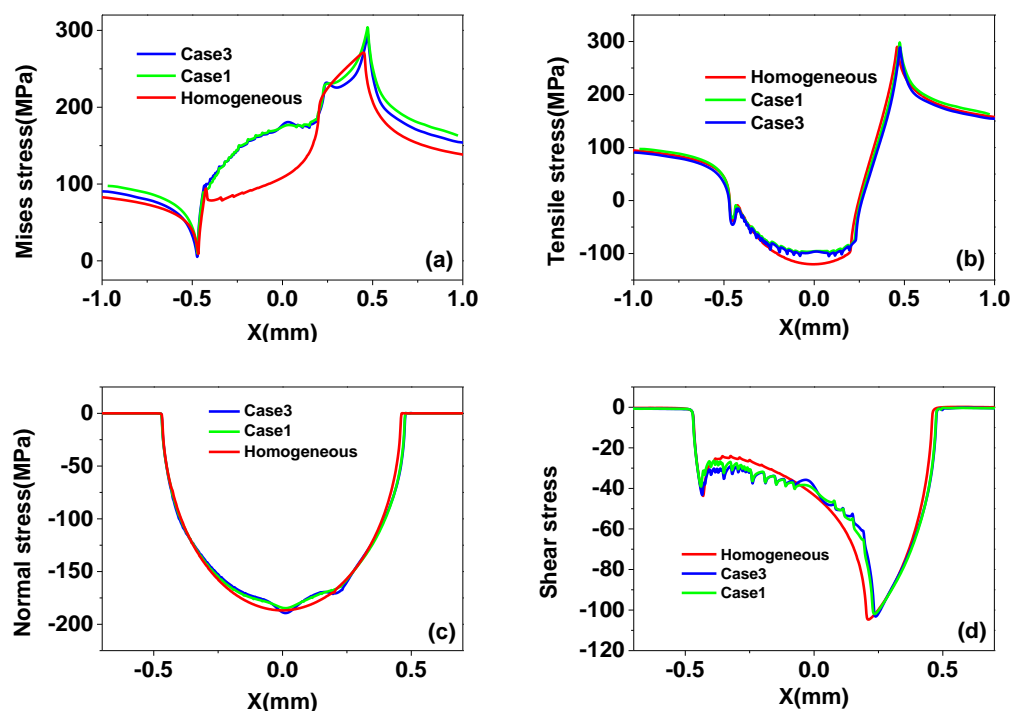 300
200
100
0
Mises stress(MPa)
Case3
Case1
Homogeneous
(a)
-1.0 -0.5 0.0 0.5 1.0
X(mm)
300
200
100
0
-100
Tensile stress(MPa)
Homogeneous
Case1
Case3
(b)
-1.0 -0.5 0.0 0.5 1.0
X(mm)
0
-50
-100
-150
-200
Normal stress(MPa)
Case3
Case1
Homogeneous
(c)
-0.5 0.0 0.5
X(mm)
0
-20
-40
-60
-80
-100
-120
Shear stress
Homogeneous
Case3
Case1
(d)
-0.5 0.0 0.5
X(mm)